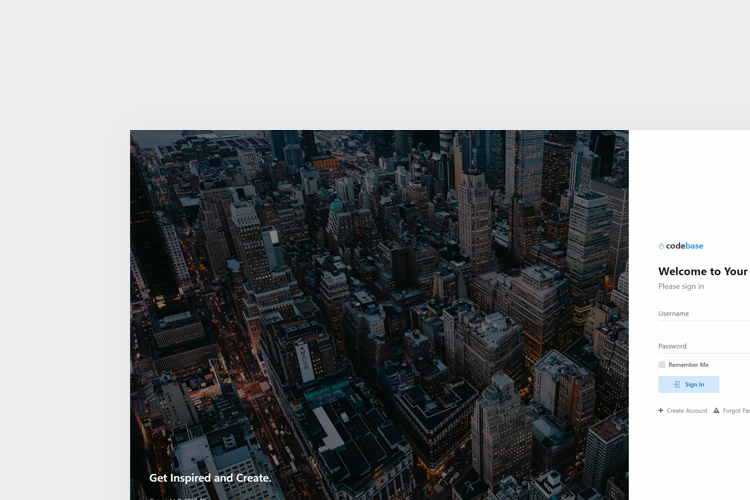 codebase
Welcome to Your
Please sign in
Username
Password
Remember Me
Sign In
Create Account
Forgot Pas
Get Inspired and Create.